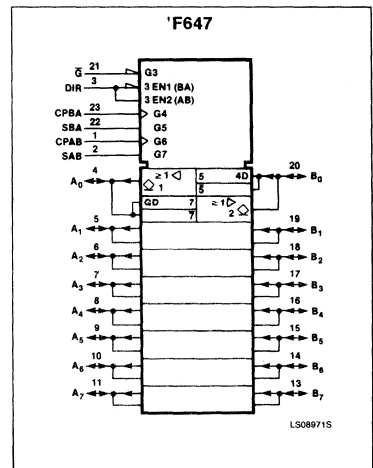 'F647
G̅ 21 G3
DIR 3 3 EN1 (BA)
3 EN2 (AB)
CPBA 23 G4
SBA 22 G5
CPAB 1 G6
SAB 2 G7
A₀ 4 ≥ 1 1 5 4D 20 B₀
5̅
GD 7 ≥ 1 2
7̅
A₁ 5 19 B₁
A₂ 6 18 B₂
A₃ 7 17 B₃
A₄ 8 16 B₄
A₅ 9 15 B₅
A₆ 10 14 B₆
A₇ 11 13 B₇
LS08971S